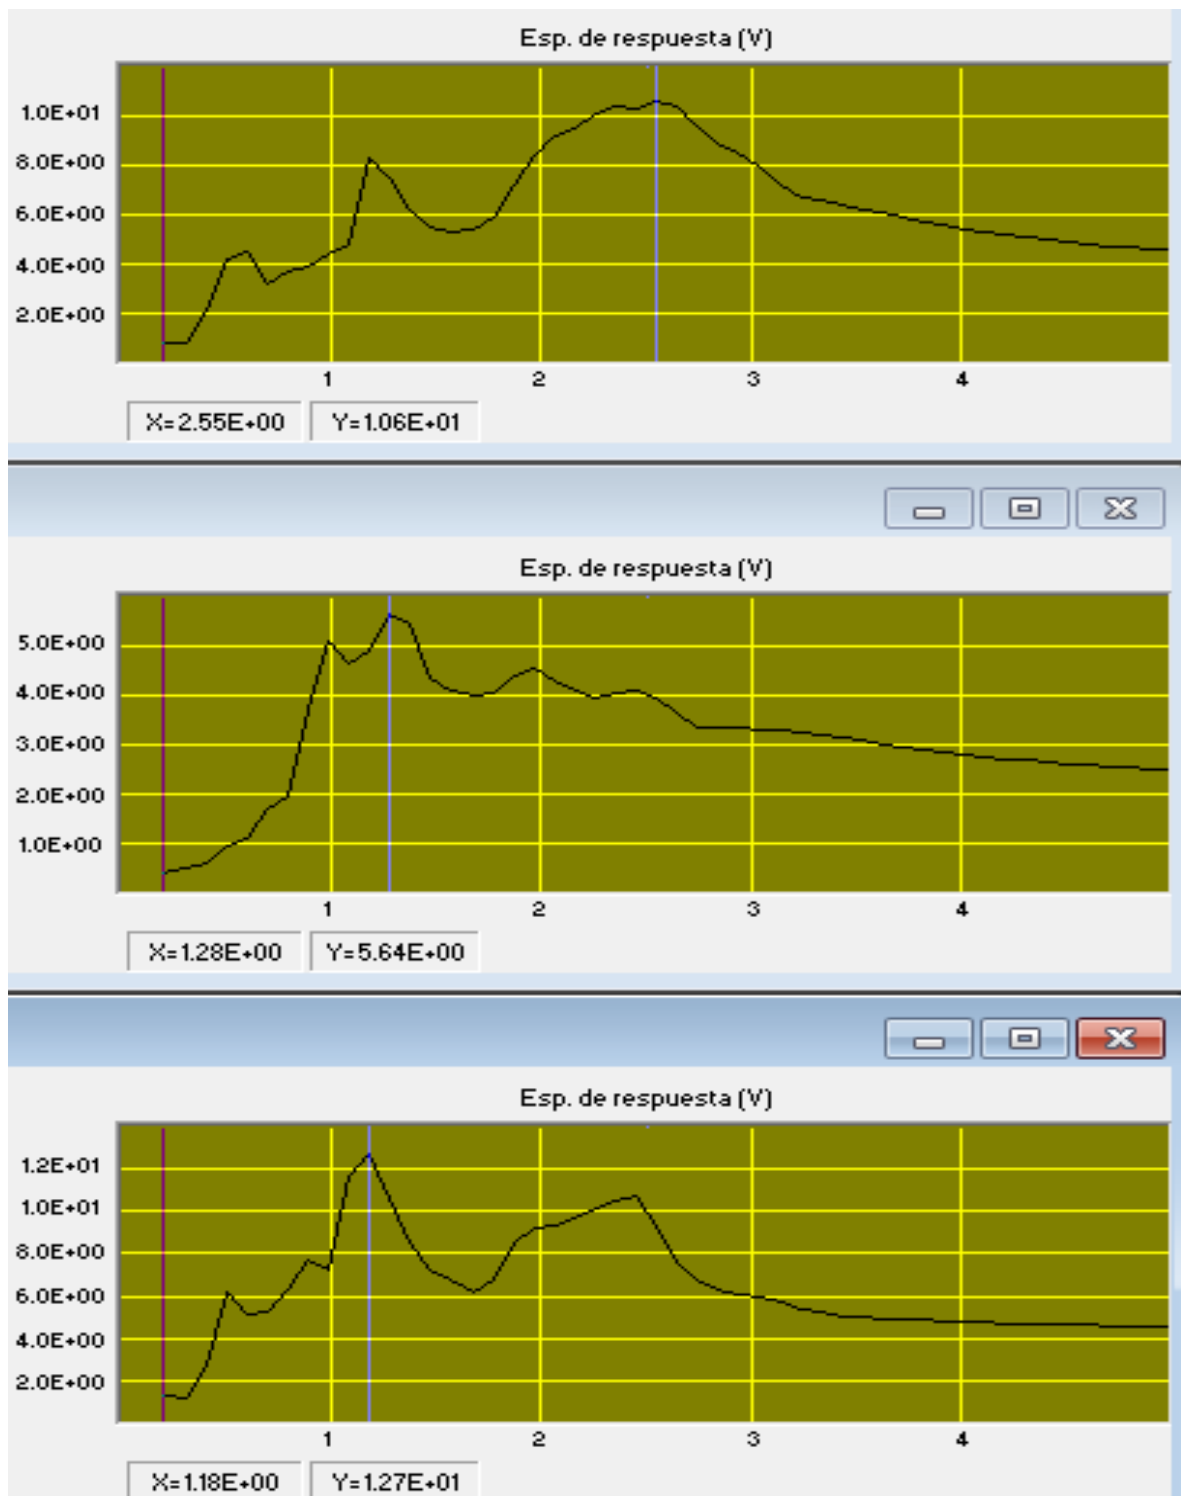 Esp. de respuesta (V)
1.0E+01
8.0E+00
6.0E+00
4.0E+00
2.0E+00
1 2 3 4
X=2.55E+00 Y=1.06E+01
Esp. de respuesta (V)
5.0E+00
4.0E+00
3.0E+00
2.0E+00
1.0E+00
1 2 3 4
X=1.28E+00 Y=5.64E+00
Esp. de respuesta (V)
1.2E+01
1.0E+01
8.0E+00
6.0E+00
4.0E+00
2.0E+00
1 2 3 4
X=1.18E+00 Y=1.27E+01